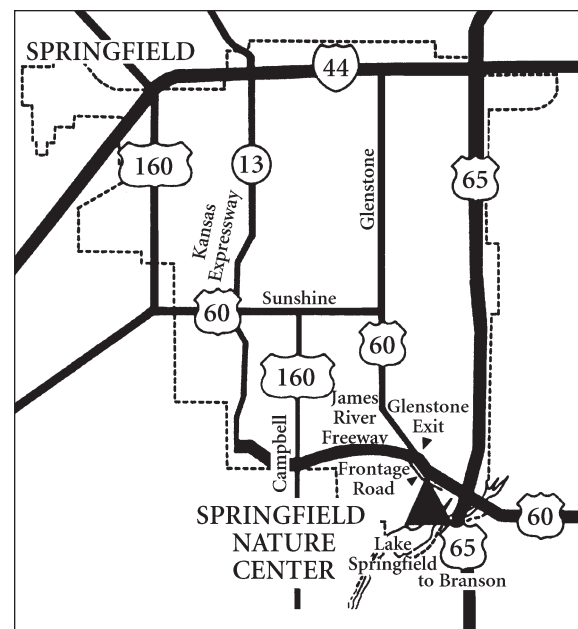 SPRINGFIELD
44
160
13
65
Glenstone
Kansas
Expressway
Sunshine
60
60
160
James
River
Freeway
Glenstone
Exit
Campbell
Frontage
Road
SPRINGFIELD
NATURE
CENTER
60
Lake
Springfield
65
to Branson